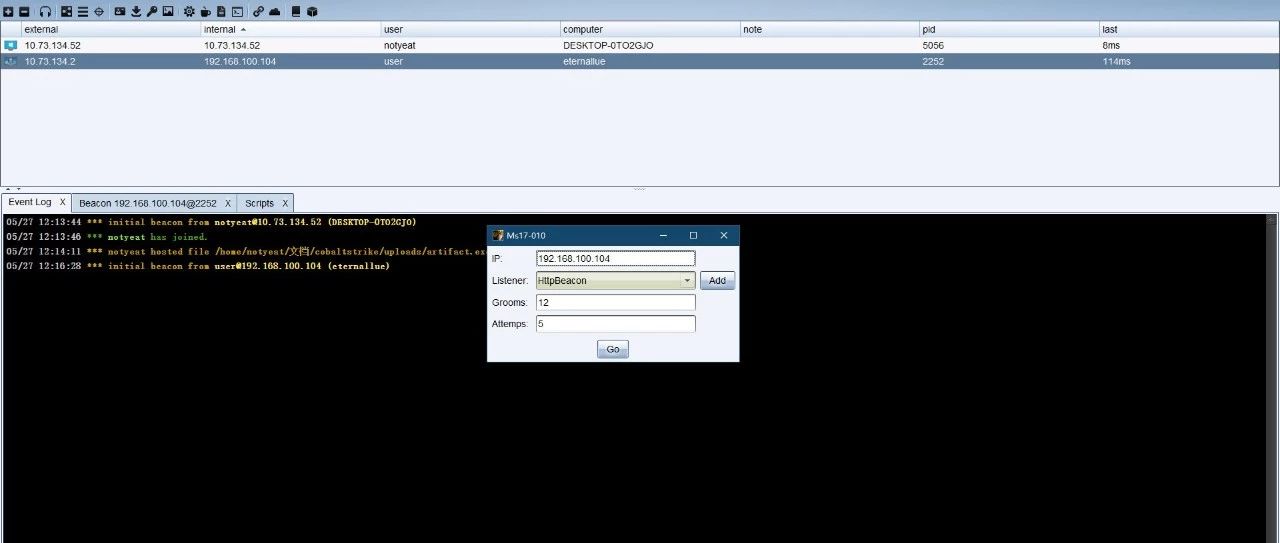 external internal user computer note pid last
10.73.134.52 10.73.134.52 notyeat DESKTOP-0TO2GJO 5056 8ms
10.73.134.2 192.168.100.104 user eternallue 2252 114ms
Event Log X Beacon 192.168.100.104@2252 X Scripts X
05/27 12:13:44 *** initial beacon from notyeat@10.73.134.52 (DESKTOP-0TO2GJO)
05/27 12:13:46 *** notyeat has joined.
05/27 12:14:11 *** notyeat hosted file /home/notyeat/文档/cobaltstrike/uploads/artifact.exe
05/27 12:16:28 *** initial beacon from user@192.168.100.104 (eternallue)
Ms17-010
IP: 192.168.100.104
Listener: HttpBeacon Add
Grooms: 12
Attemps: 5
Go